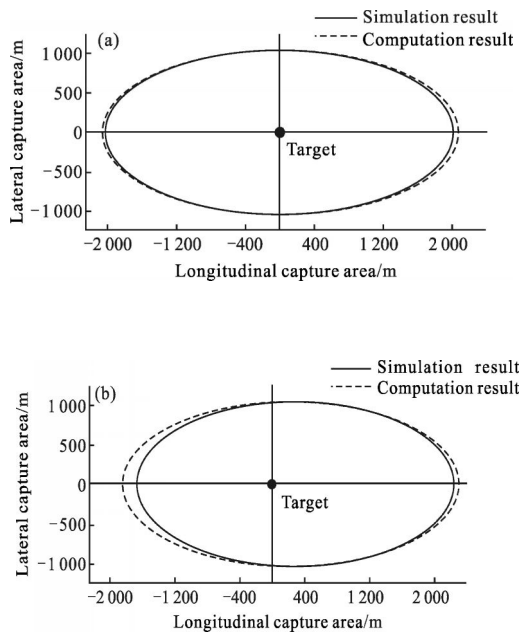 (a)
Simulation result
Computation result
Lateral capture area/m
1 000
500
0
−500
−1 000
Target
−2 000 −1 200 −400 400 1 200 2 000
Longitudinal capture area/m
(b)
Simulation result
Computation result
Lateral capture area/m
1 000
500
0
−500
−1 000
Target
−2 000 −1 200 −400 400 1 200 2 000
Longitudinal capture area/m